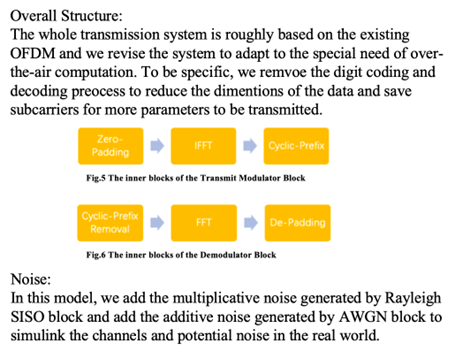 Overall Structure:
The whole transmission system is roughly based on the existing
OFDM and we revise the system to adapt to the special need of over-
the-air computation. To be specific, we remvoe the digit coding and
decoding preocess to reduce the dimentions of the data and save
subcarriers for more parameters to be transmitted.
Zero-
Padding
IFFT
Cyclic-Prefix
Fig.5 The inner blocks of the Transmit Modulator Block
Cyclic-Prefix
Removal
FFT
De-Padding
Fig.6 The inner blocks of the Demodulator Block
Noise:
In this model, we add the multiplicative noise generated by Rayleigh
SISO block and add the additive noise generated by AWGN block to
simulink the channels and potential noise in the real world.